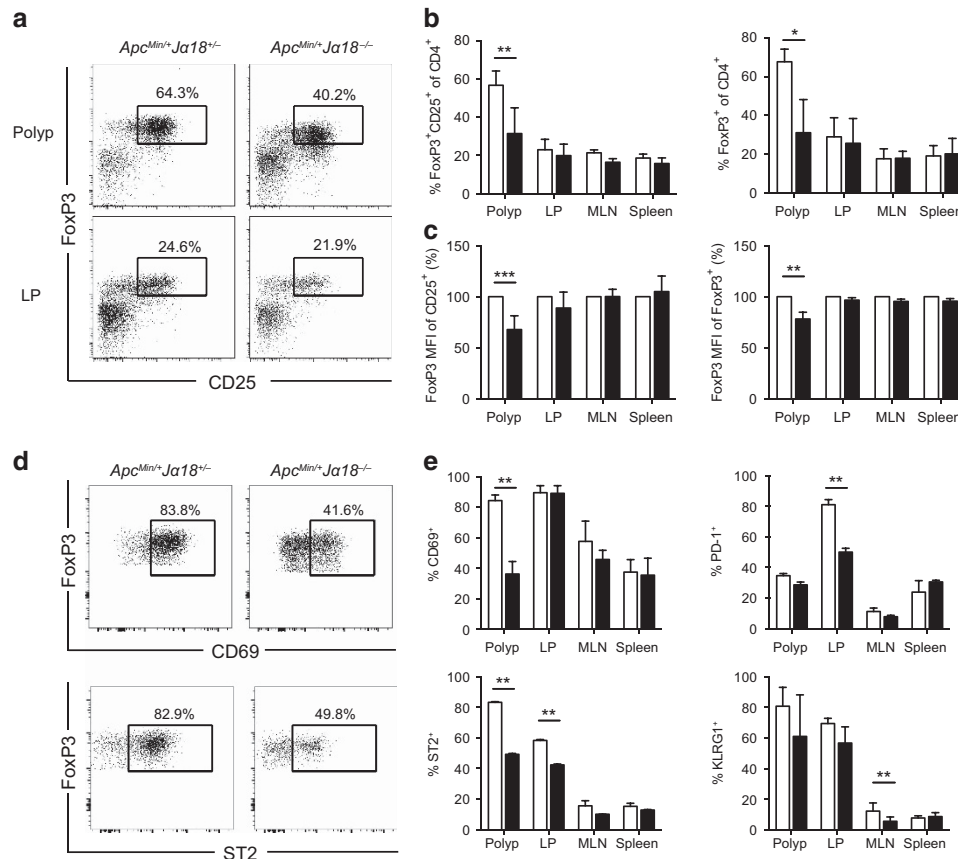 a
Apc^Min/+ Jα18^+/–
Apc^Min/+ Jα18^–/–
Polyp
64.3%
40.2%
LP
24.6%
21.9%
FoxP3
CD25
b
% FoxP3⁺CD25⁺ of CD4⁺
80
60
40
20
0
**
Polyp LP MLN Spleen
% FoxP3⁺ of CD4⁺
80
60
40
20
0
*
Polyp LP MLN Spleen
c
FoxP3 MFI of CD25⁺ (%)
150
100
50
0
***
Polyp LP MLN Spleen
FoxP3 MFI of FoxP3⁺ (%)
150
100
50
0
**
Polyp LP MLN Spleen
d
Apc^Min/+ Jα18^+/–
Apc^Min/+ Jα18^–/–
FoxP3
83.8%
41.6%
CD69
FoxP3
82.9%
49.8%
ST2
e
% CD69⁺
100
80
60
40
20
0
**
Polyp LP MLN Spleen
% PD-1⁺
100
80
60
40
20
0
**
Polyp LP MLN Spleen
% ST2⁺
100
80
60
40
20
0
**
**
Polyp LP MLN Spleen
% KLRG1⁺
100
80
60
40
20
0
**
Polyp LP MLN Spleen